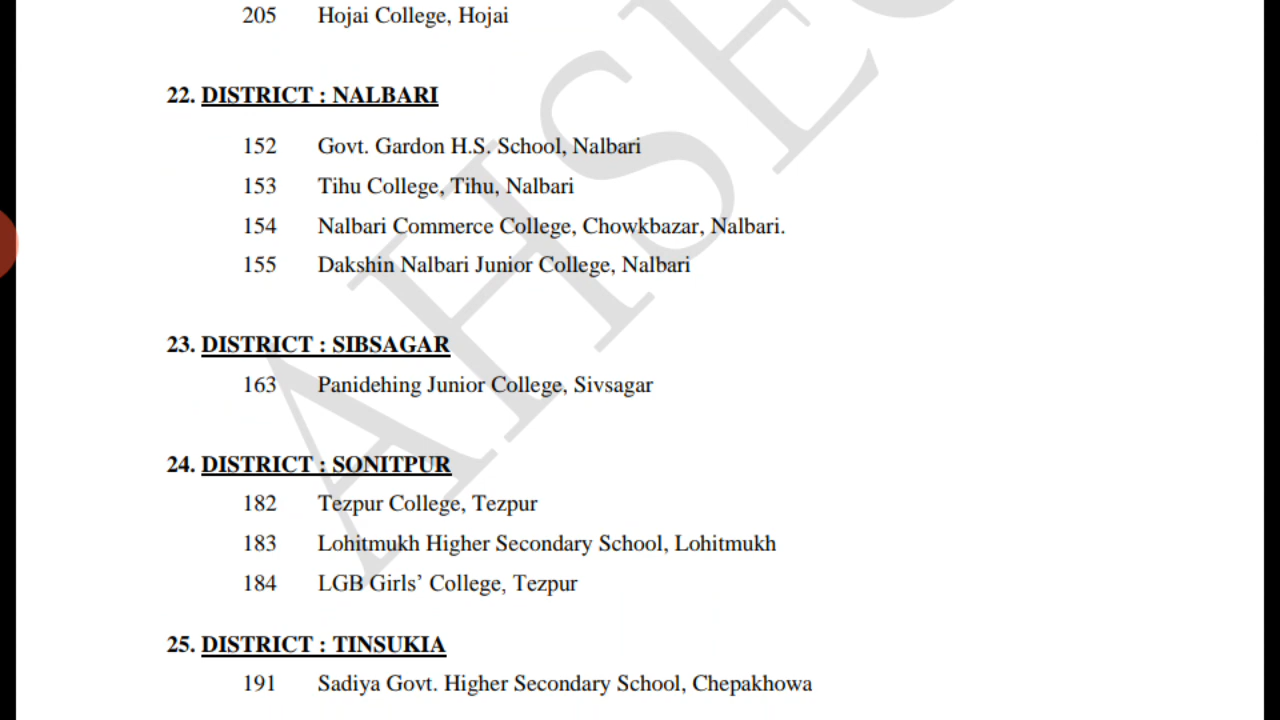 205 Hojai College, Hojai
22. DISTRICT : NALBARI
152 Govt. Gardon H.S. School, Nalbari
153 Tihu College, Tihu, Nalbari
154 Nalbari Commerce College, Chowkbazar, Nalbari.
155 Dakshin Nalbari Junior College, Nalbari
23. DISTRICT : SIBSAGAR
163 Panidehing Junior College, Sivsagar
24. DISTRICT : SONITPUR
182 Tezpur College, Tezpur
183 Lohitmukh Higher Secondary School, Lohitmukh
184 LGB Girls’ College, Tezpur
25. DISTRICT : TINSUKIA
191 Sadiya Govt. Higher Secondary School, Chepakhowa
AHSEC